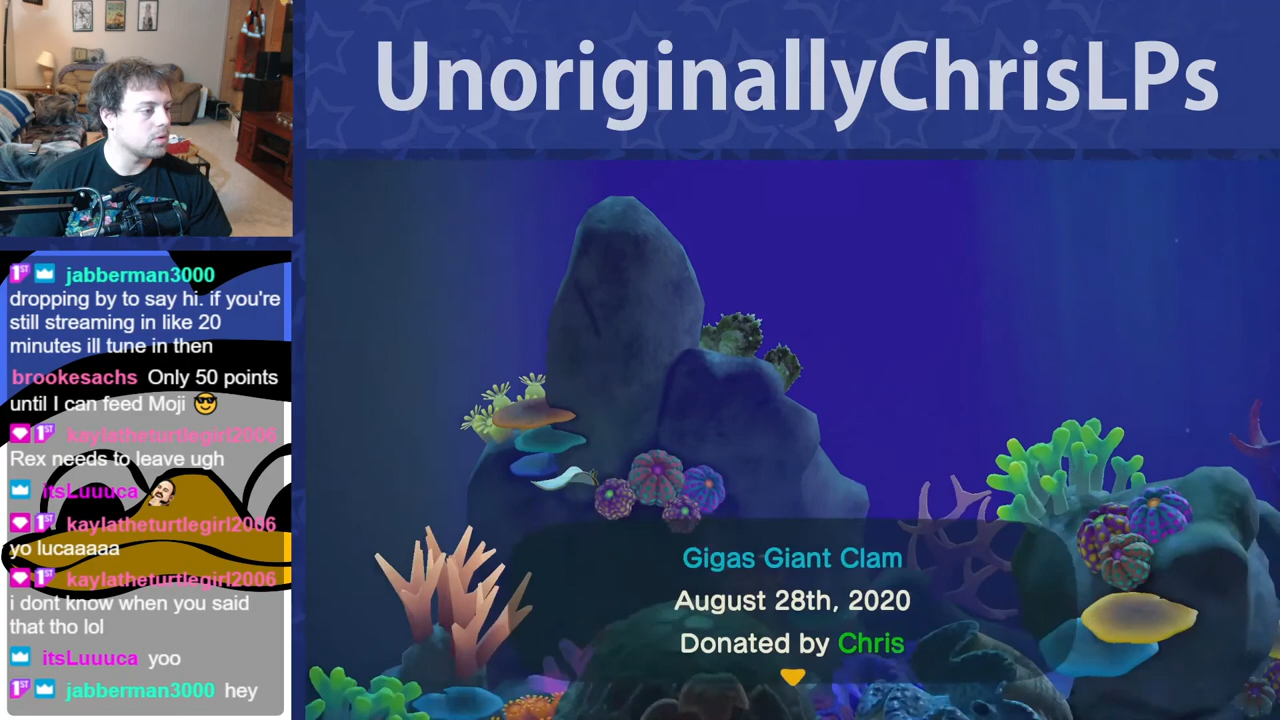 UnoriginallyChrisLPs
jabberman3000
dropping by to say hi. if you're
still streaming in like 20
minutes ill tune in then
brookesachs Only 50 points
until I can feed Moji
kaylatheturtlegirl2006
Rex needs to leave ugh
itsLuuuca
kaylatheturtlegirl2006
yo lucaaaaa
kaylatheturtlegirl2006
i dont know when you said
that tho lol
itsLuuuca yoo
jabberman3000 hey
Gigas Giant Clam
August 28th, 2020
Donated by Chris